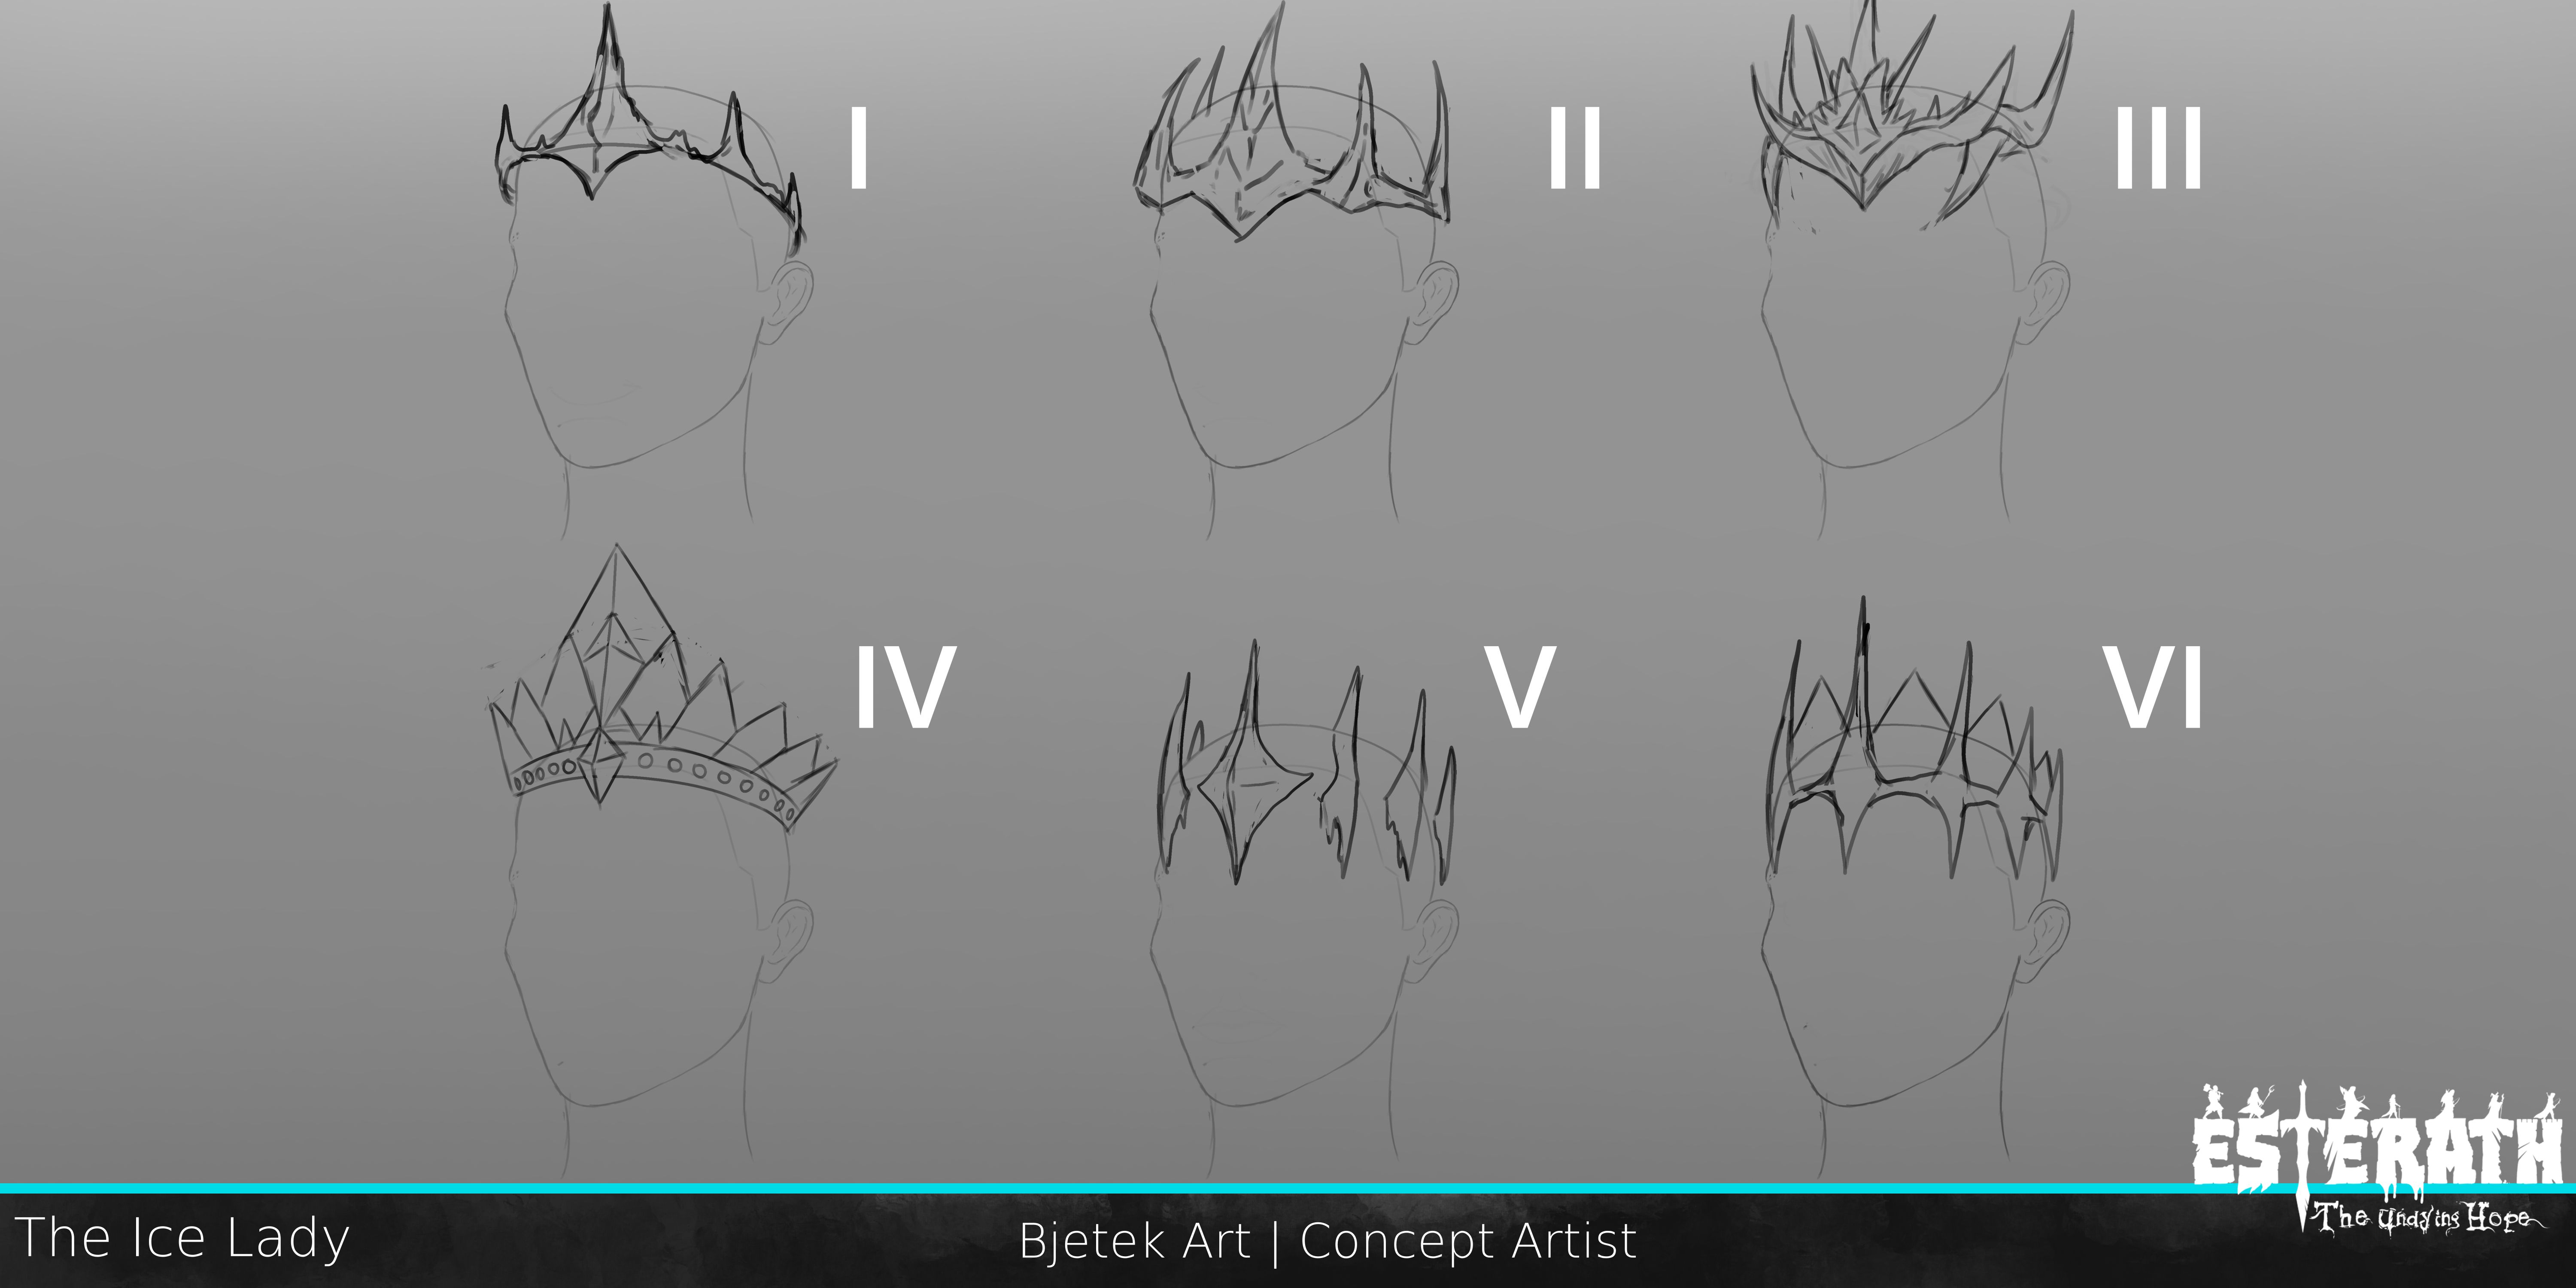 I
II
III
IV
V
VI
ESTERATH
The Undying Hope
The Ice Lady
Bjetek Art | Concept Artist